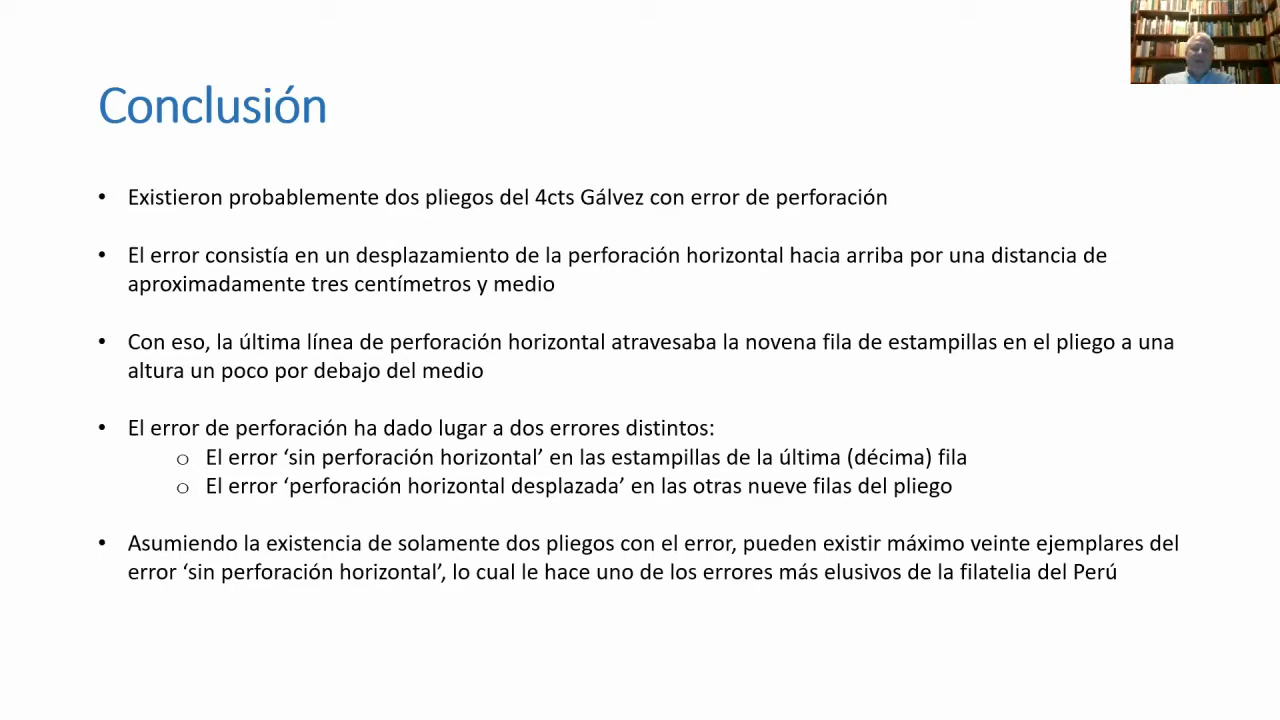 Conclusión
• Existieron probablemente dos pliegos del 4cts Gálvez con error de perforación
• El error consistía en un desplazamiento de la perforación horizontal hacia arriba por una distancia de
aproximadamente tres centímetros y medio
• Con eso, la última línea de perforación horizontal atravesaba la novena fila de estampillas en el pliego a una
altura un poco por debajo del medio
• El error de perforación ha dado lugar a dos errores distintos:
o El error ‘sin perforación horizontal’ en las estampillas de la última (décima) fila
o El error ‘perforación horizontal desplazada’ en las otras nueve filas del pliego
• Asumiendo la existencia de solamente dos pliegos con el error, pueden existir máximo veinte ejemplares del
error ‘sin perforación horizontal’, lo cual le hace uno de los errores más elusivos de la filatelia del Perú